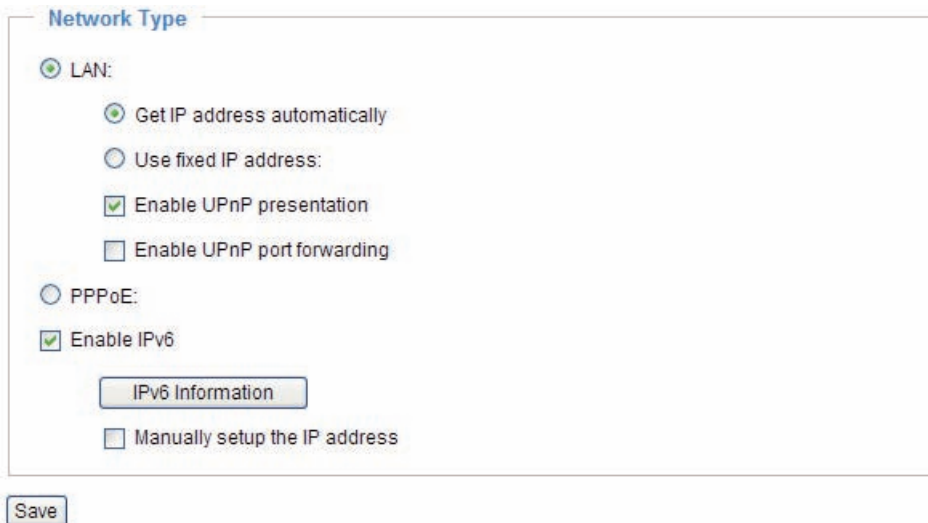 Network Type
LAN:
Get IP address automatically
Use fixed IP address:
Enable UPnP presentation
Enable UPnP port forwarding
PPPoE:
Enable IPv6
IPv6 Information
Manually setup the IP address
Save